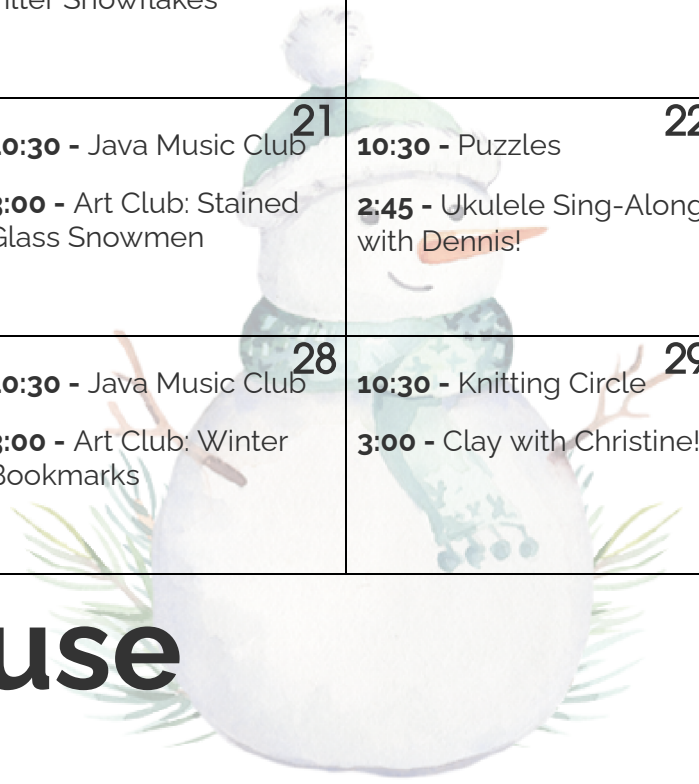 Snowflakes
21
22
10:30 - Java Music Club
10:30 - Puzzles
3:00 - Art Club: Stained
Glass Snowmen
2:45 - Ukulele Sing-Along
with Dennis!
28
29
10:30 - Java Music Club
10:30 - Knitting Circle
3:00 - Art Club: Winter
Bookmarks
3:00 - Clay with Christine!
use